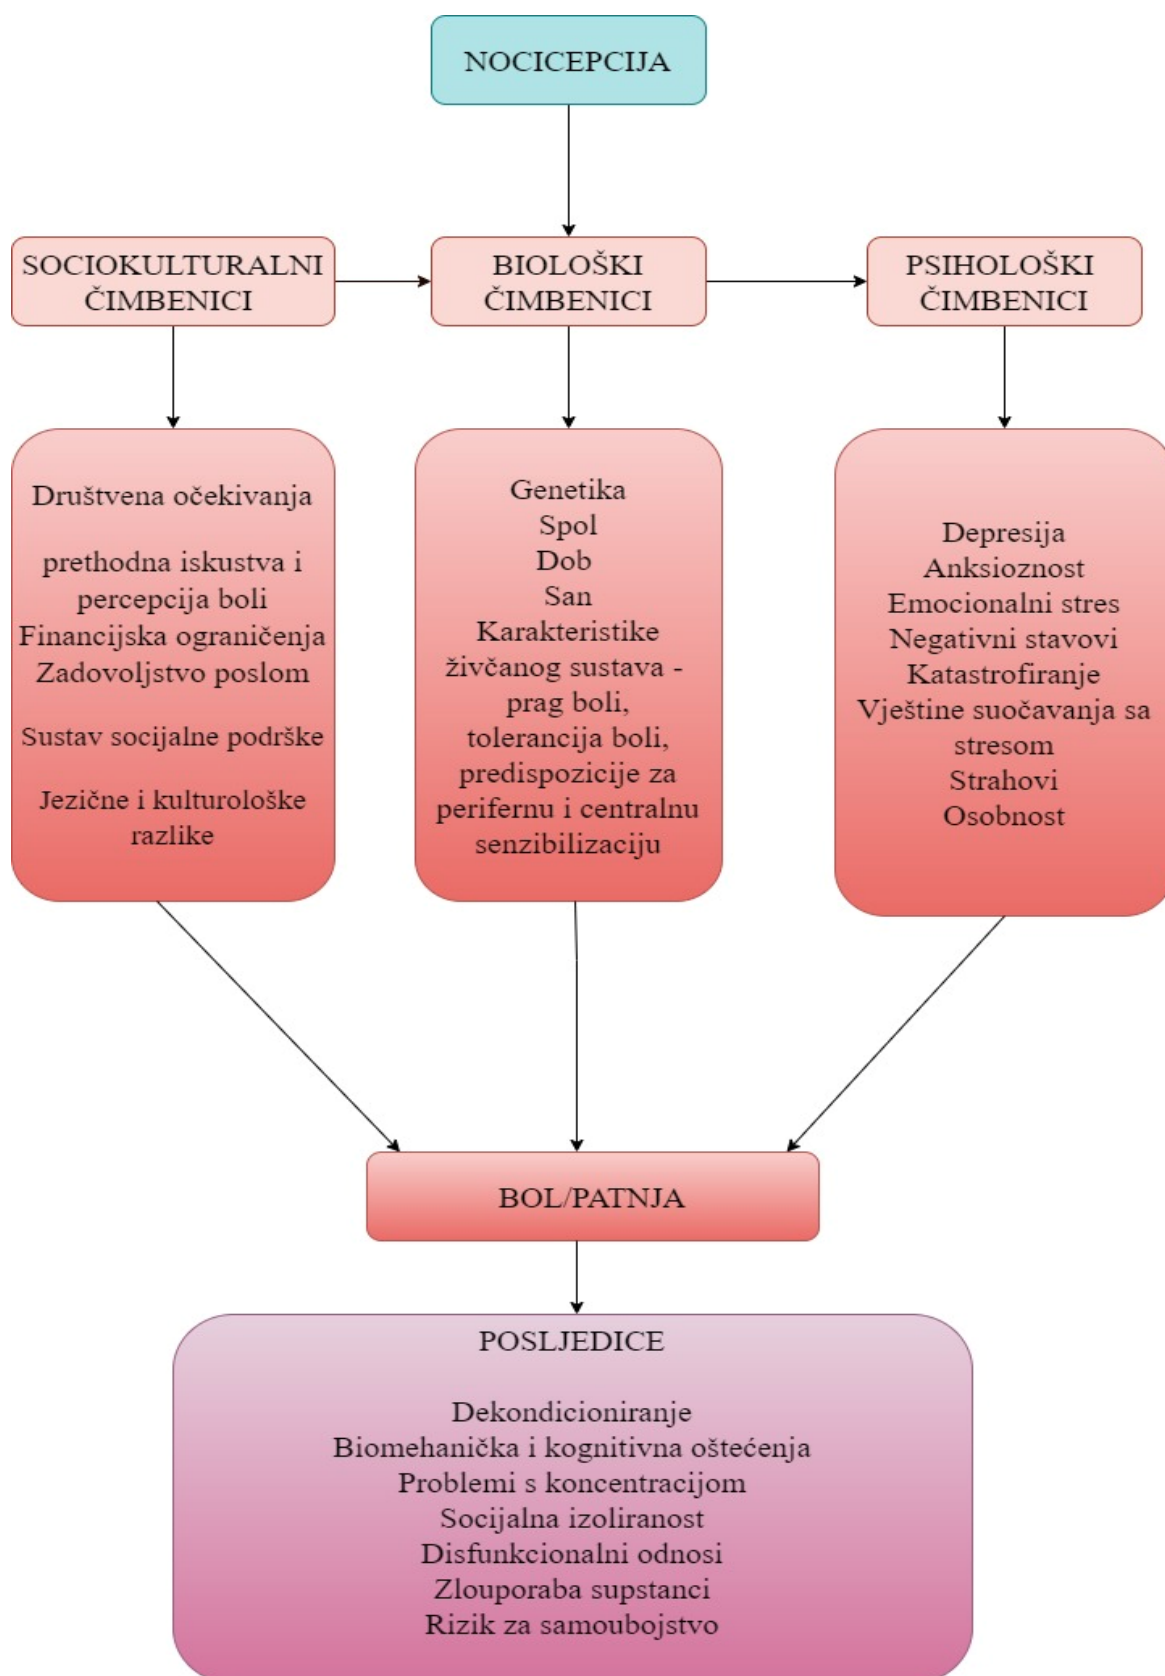 NOCICEPCIJA
SOCIOKULTURALNI
ČIMBENICI
BIOLOŠKI
ČIMBENICI
PSIHOLOŠKI
ČIMBENICI
Društvena očekivanja
prethodna iskustva i
percepcija boli
Financijska ograničenja
Zadovoljstvo poslom
Sustav socijalne podrške
Jezične i kulturološke
razlike
Genetika
Spol
Dob
San
Karakteristike
živčanog sustava -
prag boli,
tolerancija boli,
predispozicije za
perifernu i centralnu
senzibilizaciju
Depresija
Anksioznost
Emocionalni stres
Negativni stavovi
Katastrofiranje
Vještine suočavanja sa
stresom
Strahovi
Osobnost
BOL/PATNJA
POSLJEDICE
Dekondicioniranje
Biomehanička i kognitivna oštećenja
Problemi s koncentracijom
Socijalna izoliranost
Disfunkcionalni odnosi
Zlouporaba supstanci
Rizik za samoubojstvo